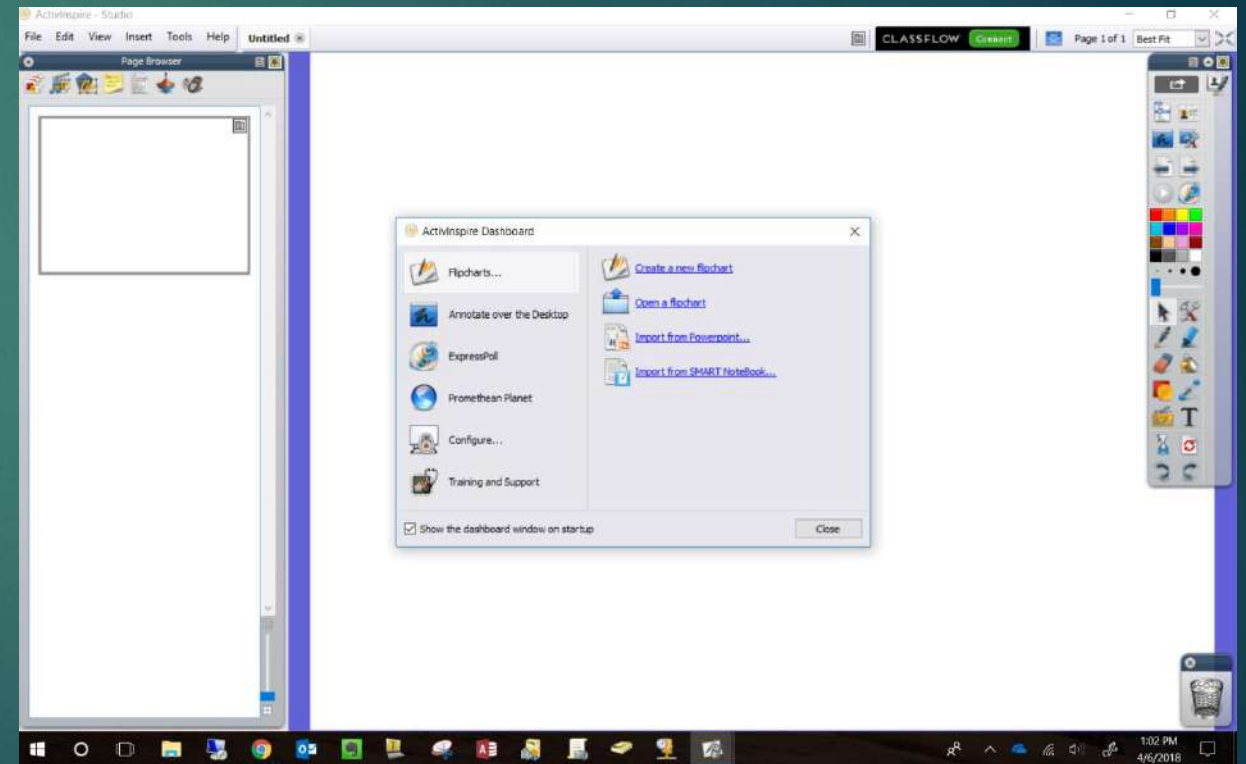 ActivInspire - Studio
File Edit View Insert Tools Help Untitled
CLASSFLOW Connect Page 1 of 1 Best Fit
Page Browser
ActivInspire Dashboard
Flipcharts...
Annotate over the Desktop
ExpressPoll
Promethean Planet
Configure...
Training and Support
Create a new flipchart
Open a flipchart
Import from Powerpoint...
Import from SMART NoteBook...
Show the dashboard window on startup
Close
T
1:02 PM
4/6/2018